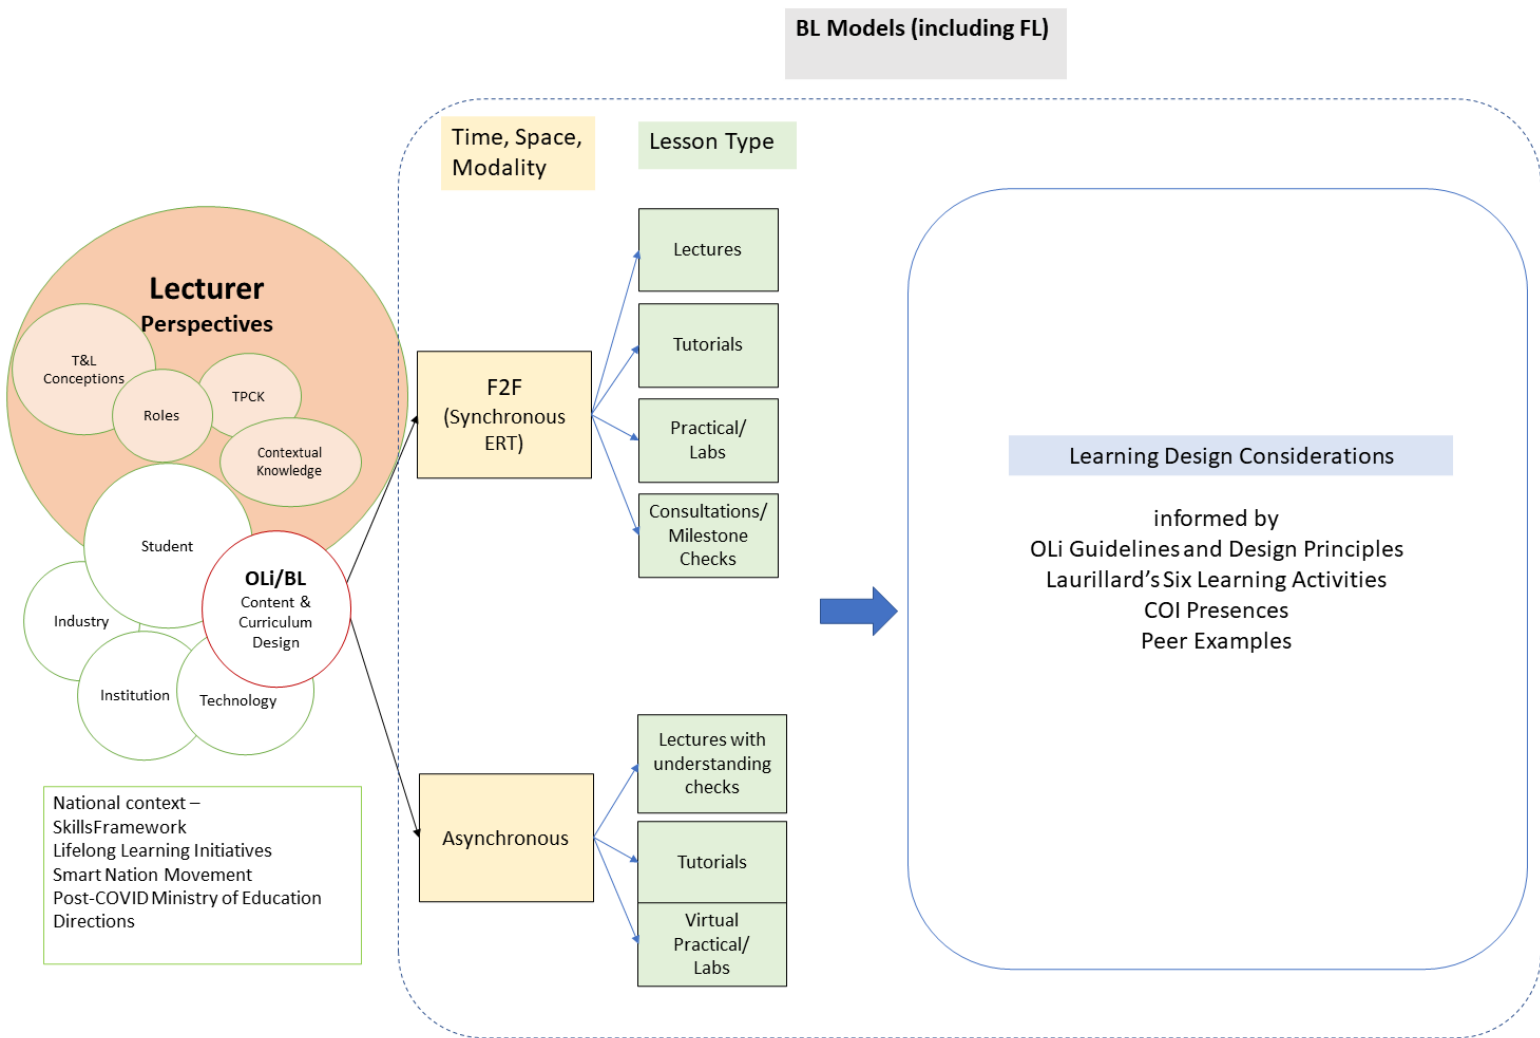 BL Models (including FL)
Time, Space,
Modality
Lesson Type
Lecturer
Perspectives
T&L
Conceptions
Roles
TPCK
Contextual
Knowledge
Student
OLi/BL
Content &
Curriculum
Design
Industry
Institution
Technology
National context –
SkillsFramework
Lifelong Learning Initiatives
Smart Nation Movement
Post-COVID Ministry of Education
Directions
F2F
(Synchronous
ERT)
Lectures
Tutorials
Practical/
Labs
Consultations/
Milestone
Checks
Asynchronous
Lectures with
understanding
checks
Tutorials
Virtual
Practical/
Labs
Learning Design Considerations
informed by
OLi Guidelines and Design Principles
Laurillard's Six Learning Activities
COI Presences
Peer Examples